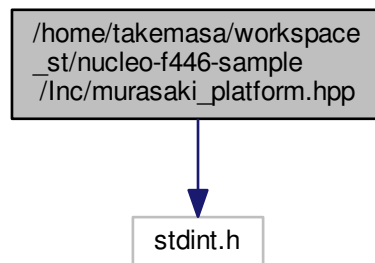 /home/takemasa/workspace
_st/nucleo-f446-sample
/Inc/murasaki_platform.hpp
stdint.h